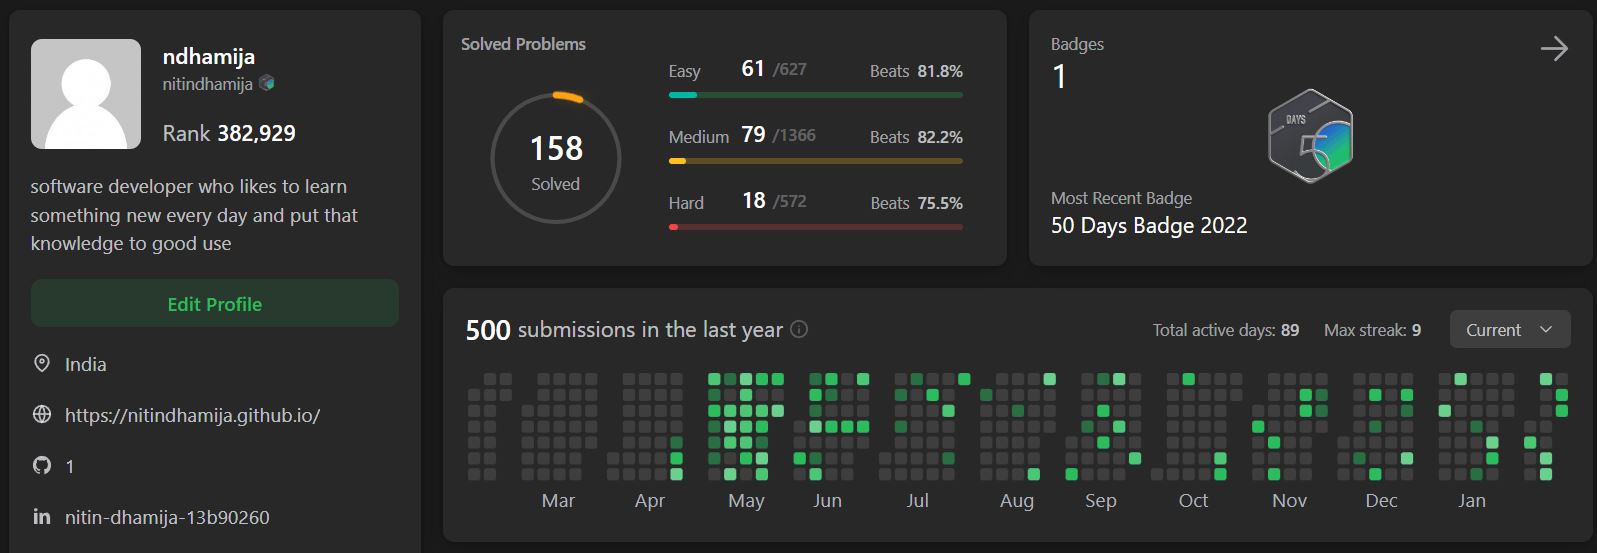 ndhamija
nitindhamija
Rank 382,929
software developer who likes to learn
something new every day and put that
knowledge to good use
Edit Profile
India
https://nitindhamija.github.io/
1
nitin-dhamija-13b90260
Solved Problems
158
Solved
Easy 61 /627 Beats 81.8%
Medium 79 /1366 Beats 82.2%
Hard 18 /572 Beats 75.5%
Badges
1
DAYS
50
Most Recent Badge
50 Days Badge 2022
500 submissions in the last year
Total active days: 89 Max streak: 9 Current
Mar Apr May Jun Jul Aug Sep Oct Nov Dec Jan